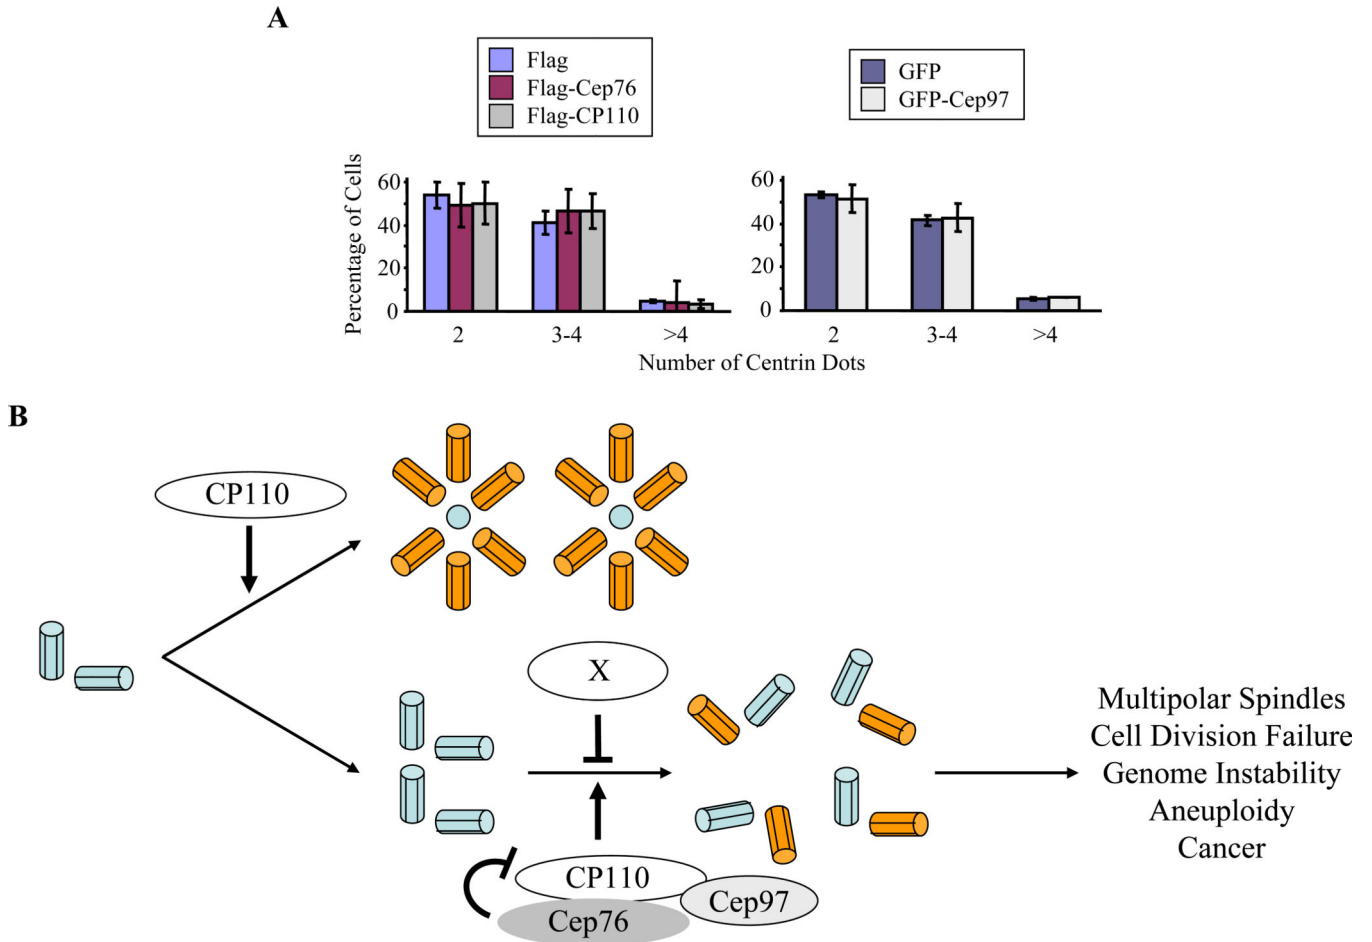 A
Flag
Flag-Cep76
Flag-CP110
GFP
GFP-Cep97
Percentage of Cells
60
40
20
0
2
3-4
>4
60
40
20
0
2
3-4
>4
Number of Centrin Dots
B
CP110
X
CP110
Cep76
Cep97
Multipolar Spindles
Cell Division Failure
Genome Instability
Aneuploidy
Cancer